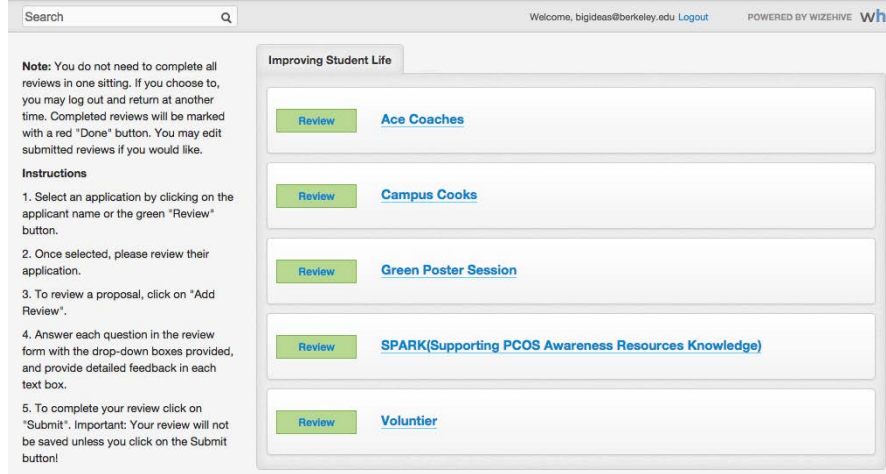 Search
Welcome, bigideas@berkeley.edu Logout
POWERED BY WIZEHIVE wh
Note: You do not need to complete all
reviews in one sitting. If you choose to,
you may log out and return at another
time. Completed reviews will be marked
with a red "Done" button. You may edit
submitted reviews if you would like.
Instructions
1. Select an application by clicking on the
applicant name or the green "Review"
button.
2. Once selected, please review their
application.
3. To review a proposal, click on "Add
Review".
4. Answer each question in the review
form with the drop-down boxes provided,
and provide detailed feedback in each
text box.
5. To complete your review click on
"Submit". Important: Your review will not
be saved unless you click on the Submit
button!
Improving Student Life
Review Ace Coaches
Review Campus Cooks
Review Green Poster Session
Review SPARK(Supporting PCOS Awareness Resources Knowledge)
Review Voluntier